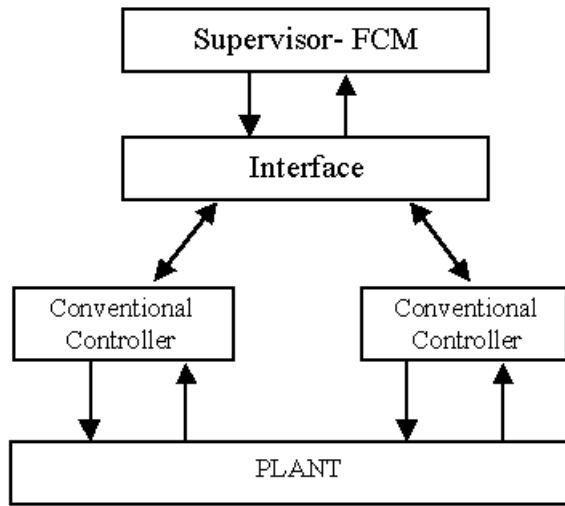 Supervisor- FCM
Interface
Conventional
Controller
Conventional
Controller
PLANT